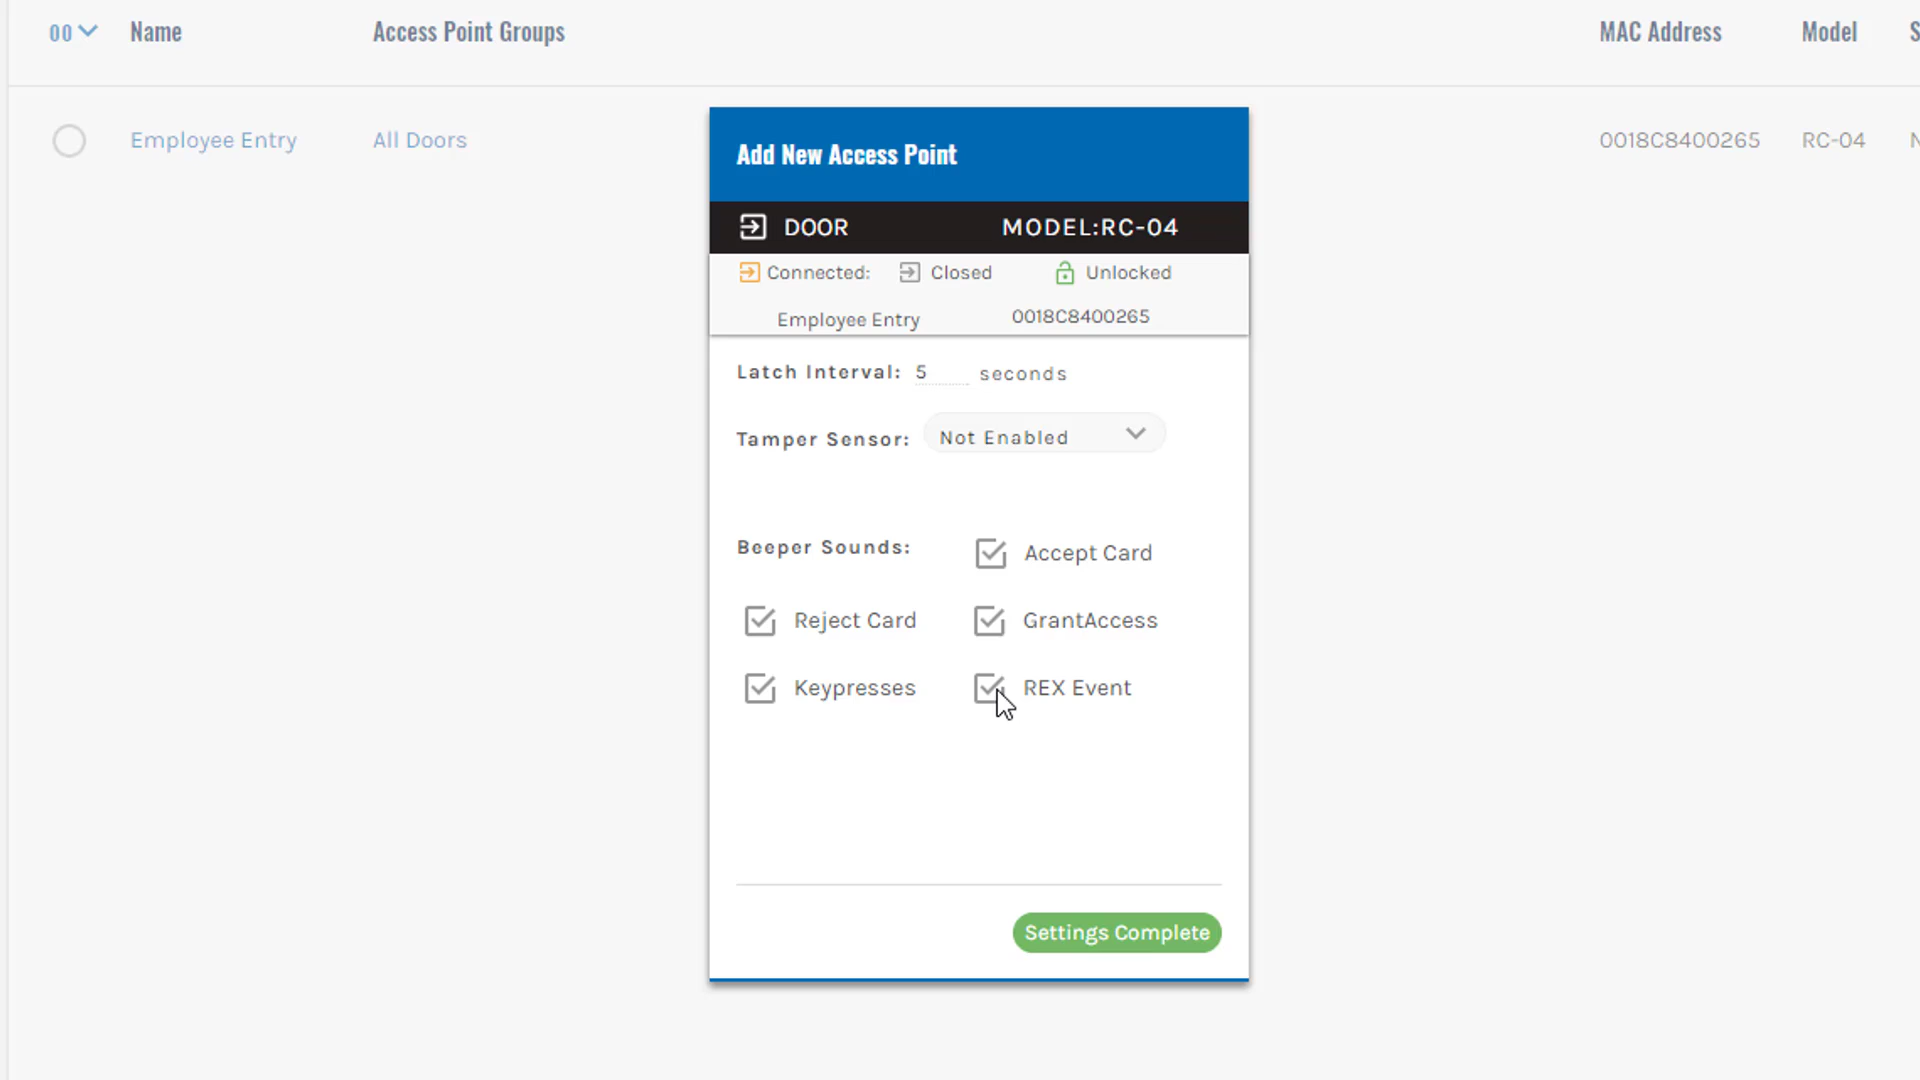 00 Name Access Point Groups MAC Address Model S
Employee Entry All Doors 0018C8400265 RC-04 N
Add New Access Point
DOOR MODEL:RC-04
Connected: Closed Unlocked
Employee Entry 0018C8400265
Latch Interval: 5 seconds
Tamper Sensor: Not Enabled
Beeper Sounds: Accept Card
Reject Card GrantAccess
Keypresses REX Event
Settings Complete